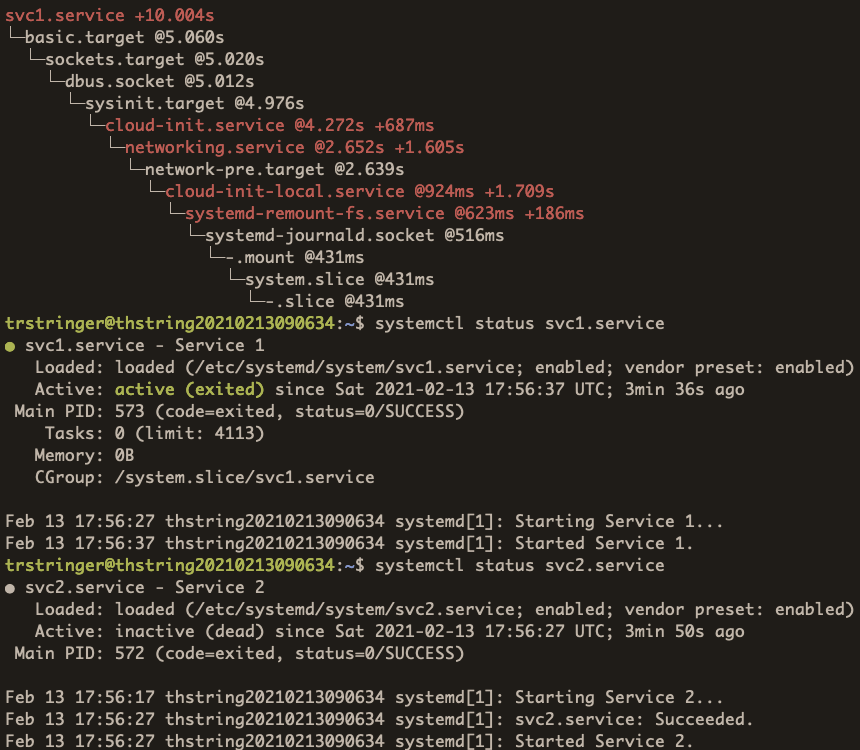 svc1.service +10.004s
└─basic.target @5.060s
  └─sockets.target @5.020s
    └─dbus.socket @5.012s
      └─sysinit.target @4.976s
        └─cloud-init.service @4.272s +687ms
          └─networking.service @2.652s +1.605s
            └─network-pre.target @2.639s
              └─cloud-init-local.service @924ms +1.709s
                └─systemd-remount-fs.service @623ms +186ms
                  └─systemd-journald.socket @516ms
                    └─-.mount @431ms
                      └─system.slice @431ms
                        └─-.slice @431ms
trstringer@thstring20210213090634:~$ systemctl status svc1.service
● svc1.service - Service 1
   Loaded: loaded (/etc/systemd/system/svc1.service; enabled; vendor preset: enabled)
   Active: active (exited) since Sat 2021-02-13 17:56:37 UTC; 3min 36s ago
 Main PID: 573 (code=exited, status=0/SUCCESS)
    Tasks: 0 (limit: 4113)
   Memory: 0B
   CGroup: /system.slice/svc1.service

Feb 13 17:56:27 thstring20210213090634 systemd[1]: Starting Service 1...
Feb 13 17:56:37 thstring20210213090634 systemd[1]: Started Service 1.
trstringer@thstring20210213090634:~$ systemctl status svc2.service
● svc2.service - Service 2
   Loaded: loaded (/etc/systemd/system/svc2.service; enabled; vendor preset: enabled)
   Active: inactive (dead) since Sat 2021-02-13 17:56:27 UTC; 3min 50s ago
 Main PID: 572 (code=exited, status=0/SUCCESS)

Feb 13 17:56:17 thstring20210213090634 systemd[1]: Starting Service 2...
Feb 13 17:56:27 thstring20210213090634 systemd[1]: svc2.service: Succeeded.
Feb 13 17:56:27 thstring20210213090634 systemd[1]: Started Service 2.